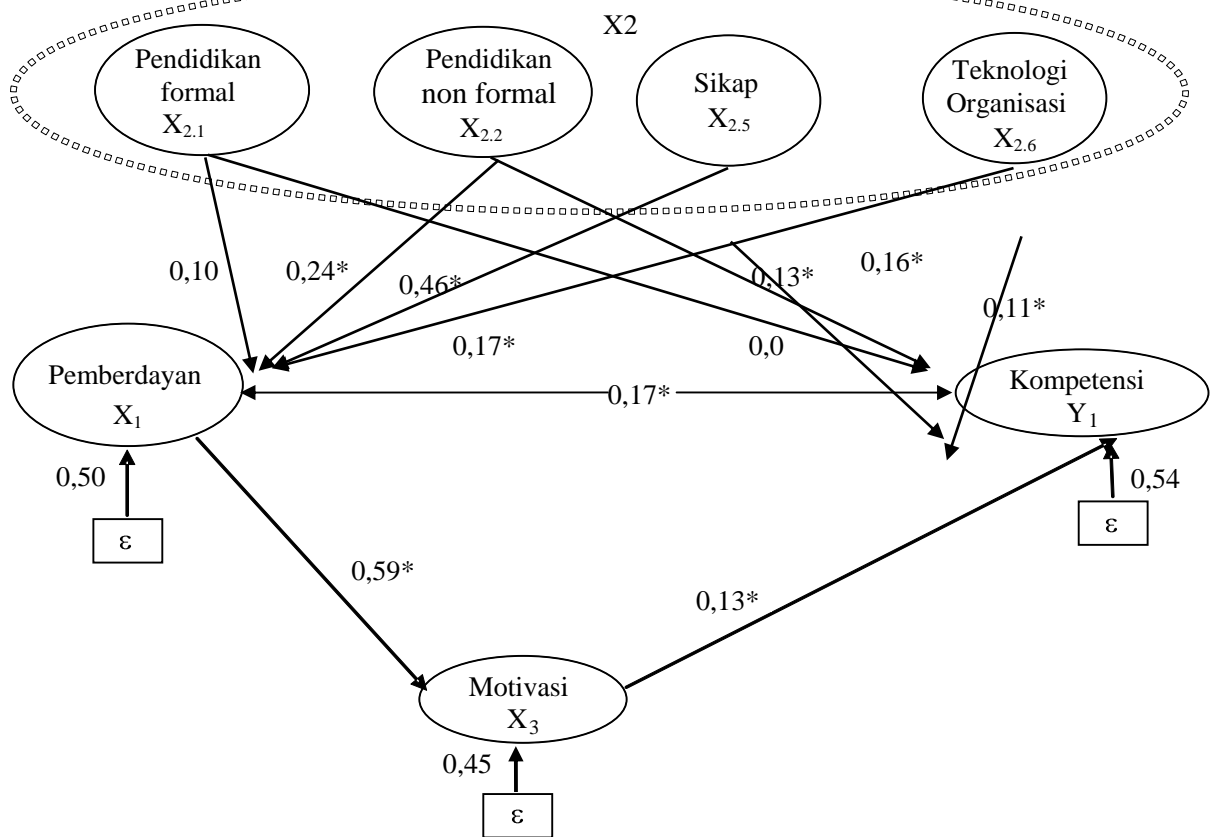 X2
Pendidikan
formal
X2.1
Pendidikan
non formal
X2.2
Sikap
X2.5
Teknologi
Organisasi
X2.6
0,10
0,24*
0,46*
0,13*
0,16*
0,11*
0,17*
0,0
Pemberdayan
X1
0,17*
Kompetensi
Y1
0,50
ε
0,54
ε
0,59*
0,13*
Motivasi
X3
0,45
ε